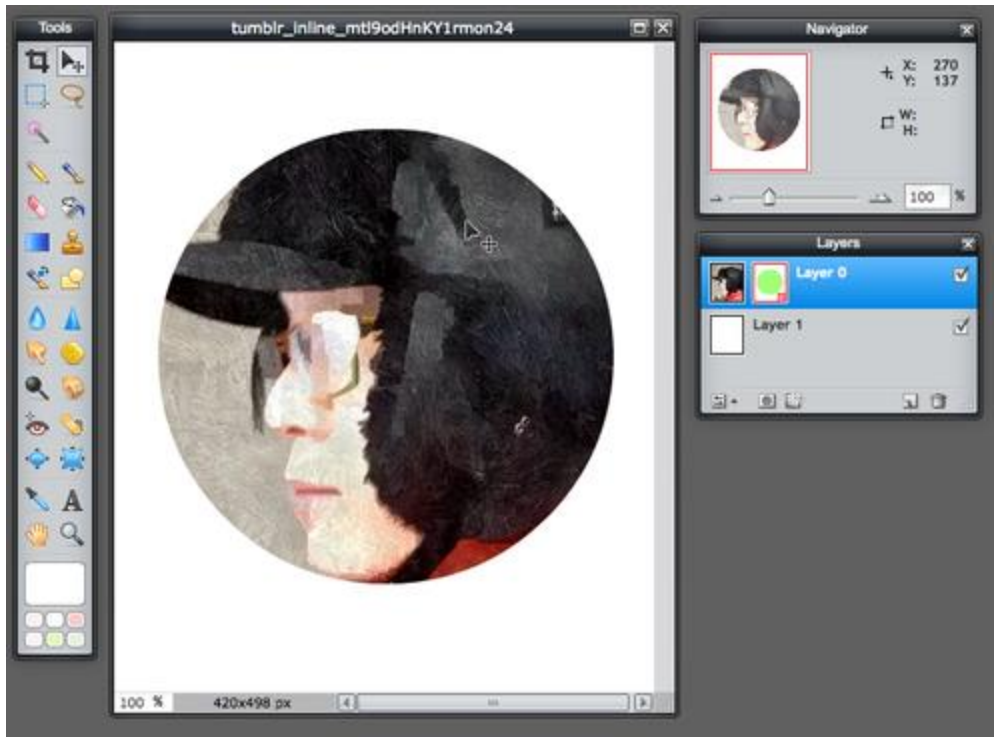 Tools
tumblr_inline_mtl9odHnKY1rmon24
100 %
420x498 px
Navigator
X: 270
Y: 137
W:
H:
100 %
Layers
Layer 0
Layer 1